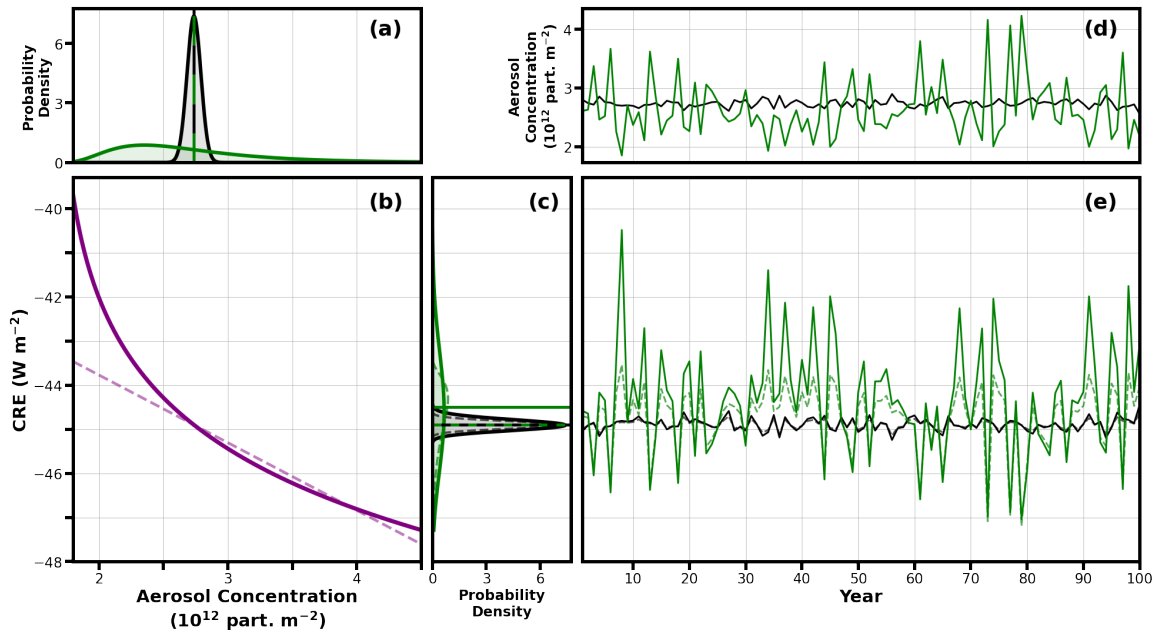 Probability
Density
6
3
0
(a)
Aerosol
Concentration
(10¹² part. m⁻²)
4
3
2
(d)
CRE (W m⁻²)
−40
−42
−44
−46
−48
(b)
2
3
4
Aerosol Concentration
(10¹² part. m⁻²)
(c)
0
3
6
Probability
Density
(e)
10
20
30
40
50
60
70
80
90
100
Year